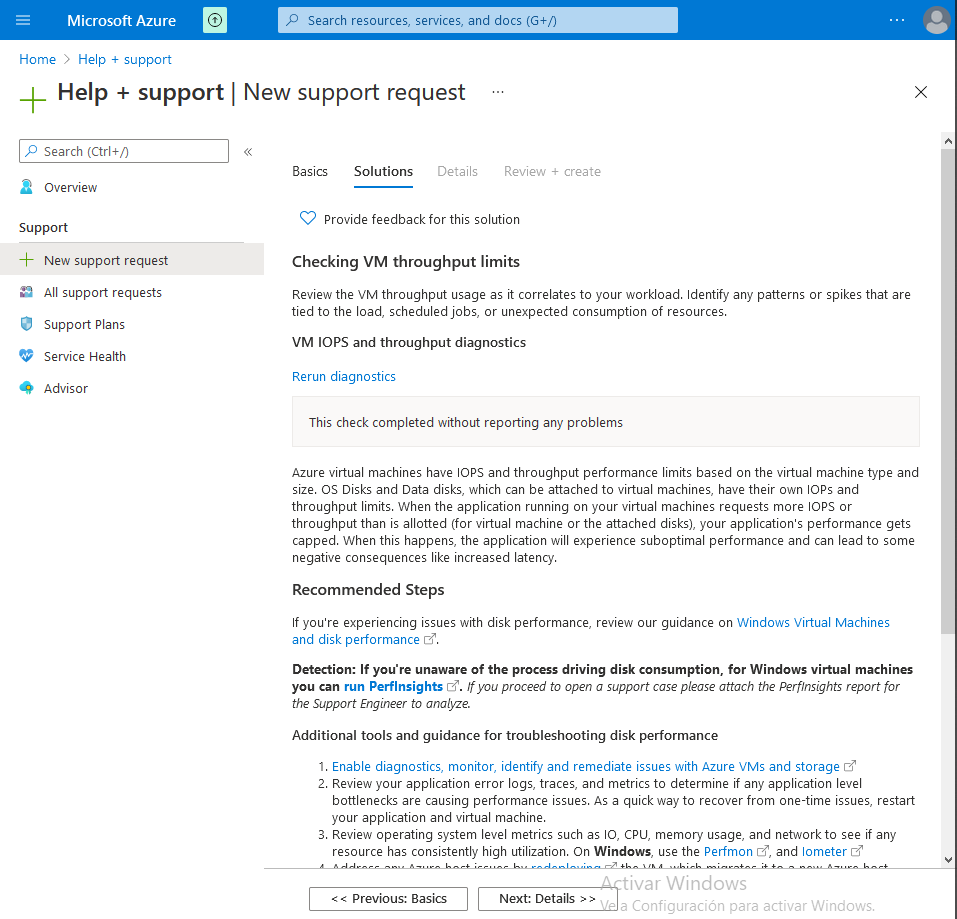 Microsoft Azure
Search resources, services, and docs (G+/)
Home > Help + support
Help + support | New support request ...
Search (Ctrl+/) «
Overview
Support
New support request
All support requests
Support Plans
Service Health
Advisor
Basics Solutions Details Review + create
Provide feedback for this solution
Checking VM throughput limits
Review the VM throughput usage as it correlates to your workload. Identify any patterns or spikes that are
tied to the load, scheduled jobs, or unexpected consumption of resources.
VM IOPS and throughput diagnostics
Rerun diagnostics
This check completed without reporting any problems
Azure virtual machines have IOPS and throughput performance limits based on the virtual machine type and
size. OS Disks and Data disks, which can be attached to virtual machines, have their own IOPs and
throughput limits. When the application running on your virtual machines requests more IOPS or
throughput than is allotted (for virtual machine or the attached disks), your application's performance gets
capped. When this happens, the application will experience suboptimal performance and can lead to some
negative consequences like increased latency.
Recommended Steps
If you're experiencing issues with disk performance, review our guidance on Windows Virtual Machines
and disk performance.
Detection: If you're unaware of the process driving disk consumption, for Windows virtual machines
you can run PerfInsights. If you proceed to open a support case please attach the PerfInsights report for
the Support Engineer to analyze.
Additional tools and guidance for troubleshooting disk performance
1. Enable diagnostics, monitor, identify and remediate issues with Azure VMs and storage
2. Review your application error logs, traces, and metrics to determine if any application level
bottlenecks are causing performance issues. As a quick way to recover from one-time issues, restart
your application and virtual machine.
3. Review operating system level metrics such as IO, CPU, memory usage, and network to see if any
resource has consistently high utilization. On Windows, use the Perfmon, and Iometer
4. Address any Azure host issues by redeploying the VM, which migrates it to a new Azure host.
<< Previous: Basics
Next: Details >>
Activar Windows
Ve a Configuración para activar Windows.